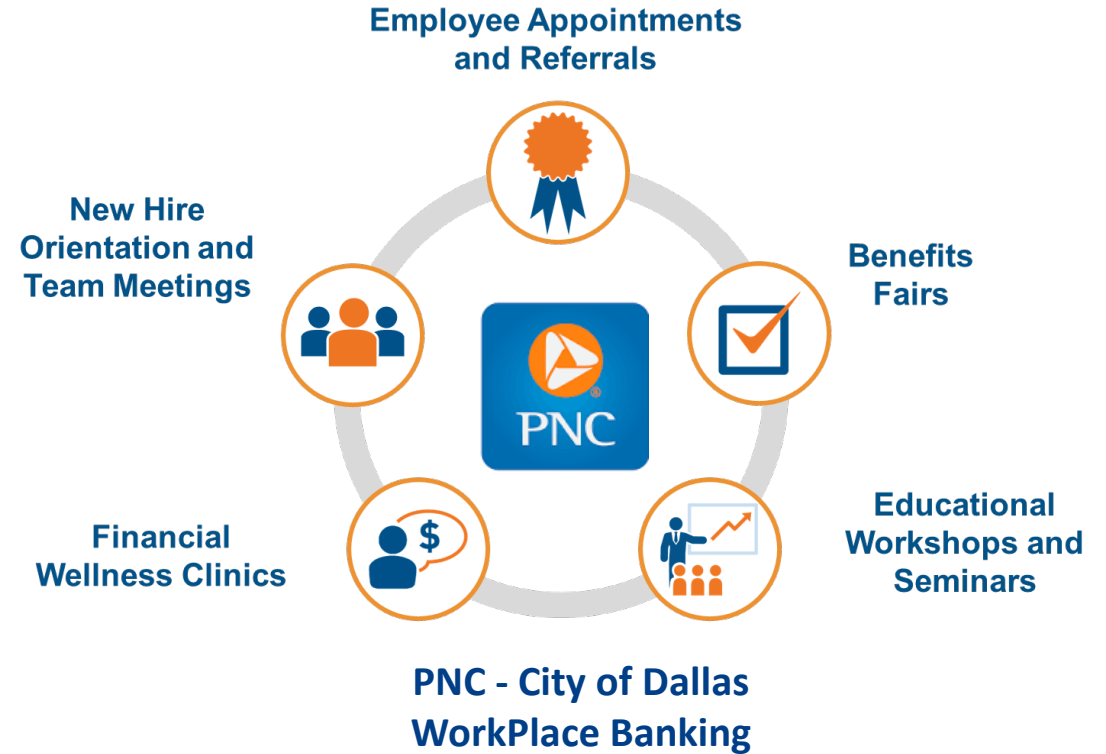 Employee Appointments
and Referrals
New Hire
Orientation and
Team Meetings
Benefits
Fairs
PNC
®
$
Financial
Wellness Clinics
Educational
Workshops and
Seminars
PNC - City of Dallas
WorkPlace Banking